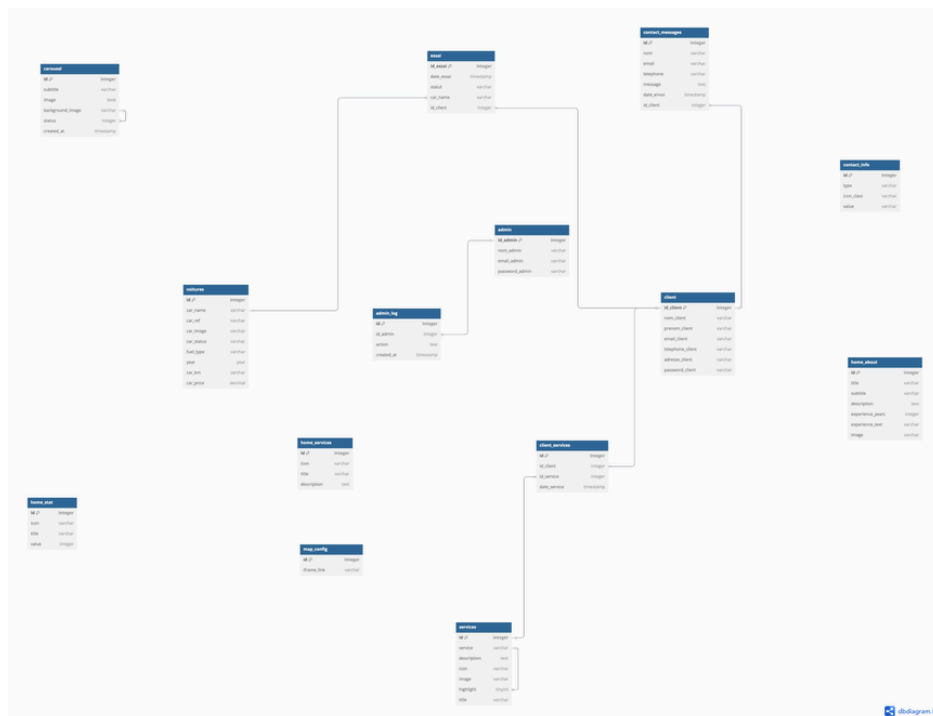 carousel
id integer
subtitle varchar
image blob
background_image varchar
status integer
created_at timestamp
essai
id_essai integer
date_essai timestamp
statut varchar
car_name varchar
id_client integer
contact_messages
id integer
nom varchar
email varchar
telephone varchar
message text
date_envoi timestamp
id_client integer
contact_info
id integer
type varchar
icon_class varchar
value varchar
admin
id_admin integer
nom_admin varchar
email_admin varchar
password_admin varchar
voitures
id integer
car_name varchar
car_ref varchar
car_image varchar
car_status varchar
fuel_type varchar
year year
car_km varchar
car_price decimal
admin_log
id integer
id_admin integer
action text
created_at timestamp
client
id_client integer
nom_client varchar
prenom_client varchar
email_client varchar
telephone_client varchar
adresse_client varchar
password_client varchar
home_about
id integer
title varchar
subtitle varchar
description text
experience_years integer
experience_text varchar
image varchar
home_services
id integer
icon varchar
title varchar
description text
client_services
id integer
id_client integer
id_service integer
date_service timestamp
home_stat
id integer
icon varchar
title varchar
value integer
map_config
id integer
iframe_link varchar
services
id integer
service varchar
description text
icon varchar
image varchar
highlight tinyint
title varchar
dbdiagram.i